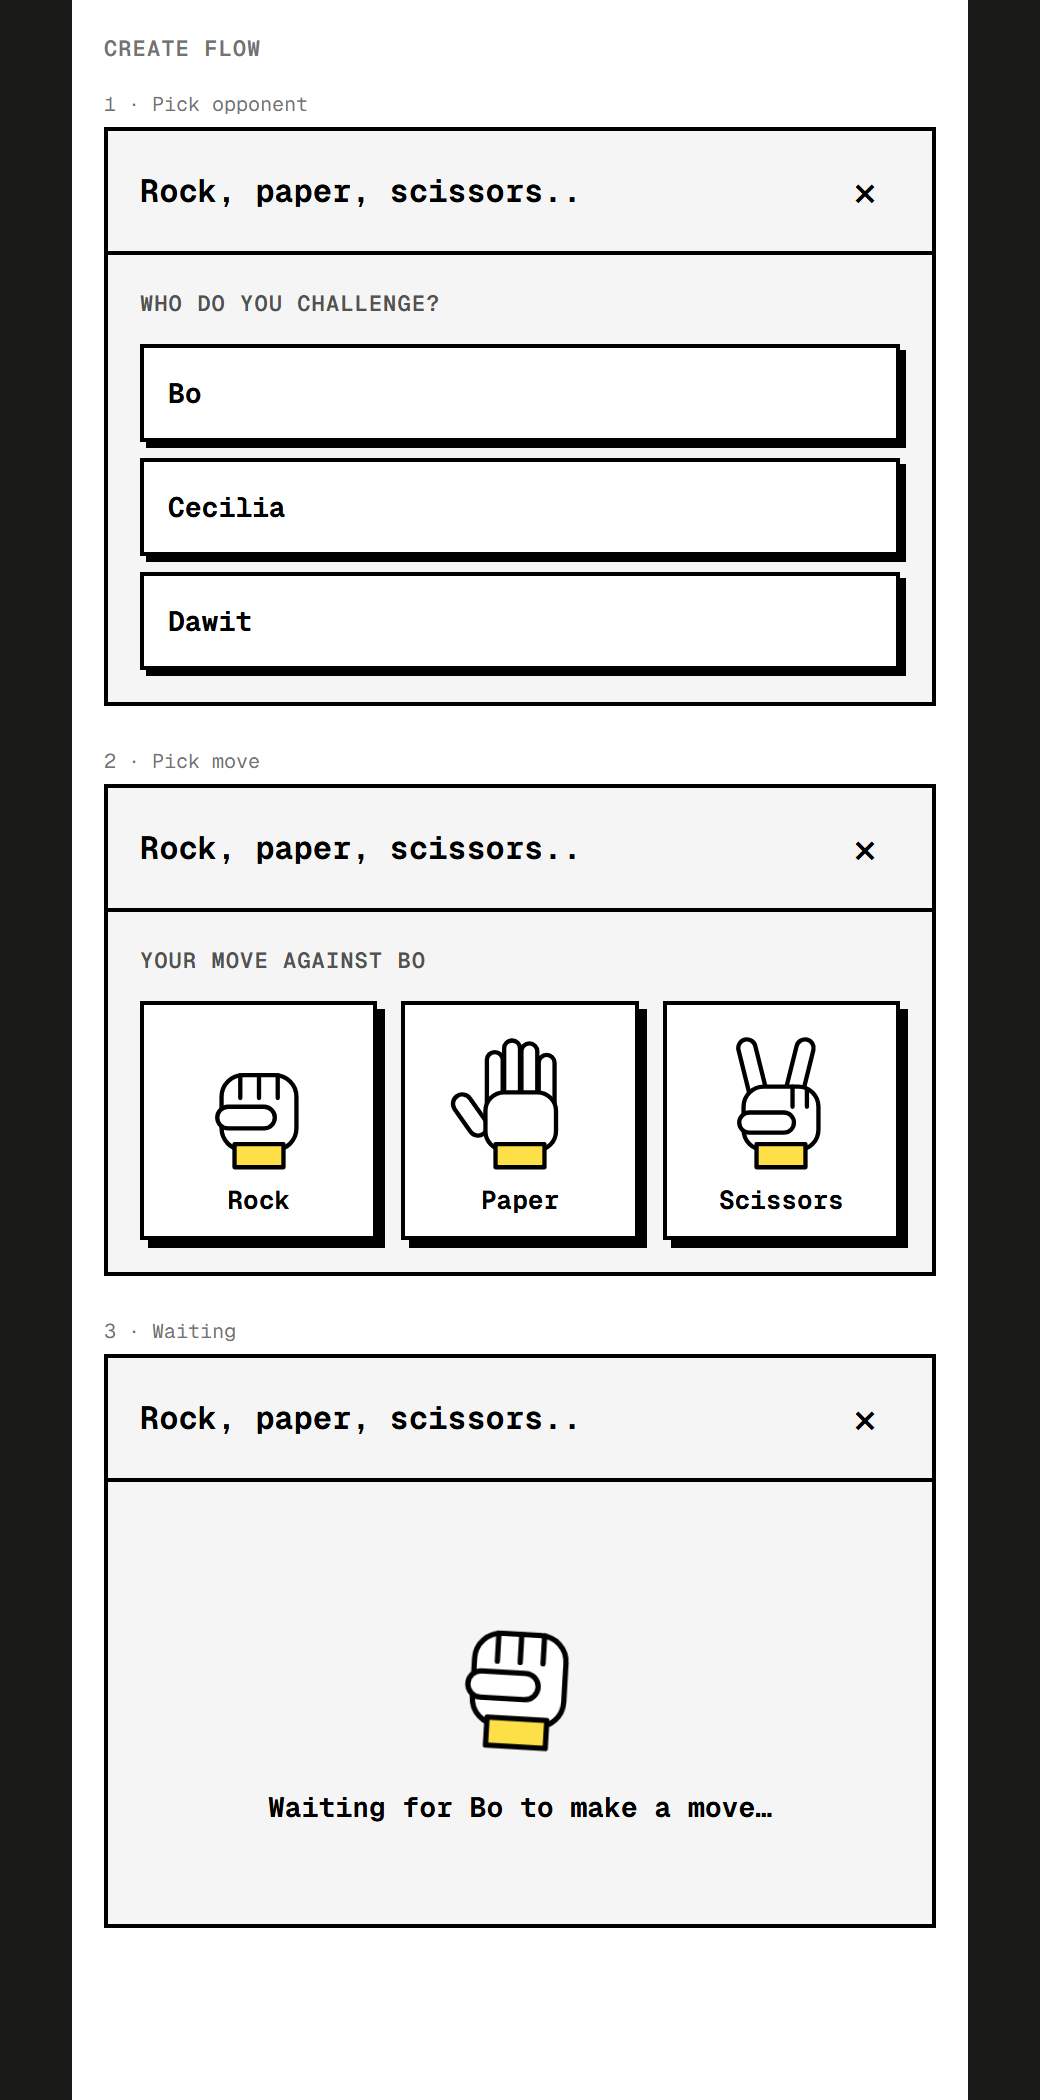 CREATE FLOW
1 · Pick opponent
Rock, paper, scissors..
×
WHO DO YOU CHALLENGE?
Bo
Cecilia
Dawit
2 · Pick move
Rock, paper, scissors..
×
YOUR MOVE AGAINST BO
Rock Paper Scissors
3 · Waiting
Rock, paper, scissors..
×
Waiting for Bo to make a move…